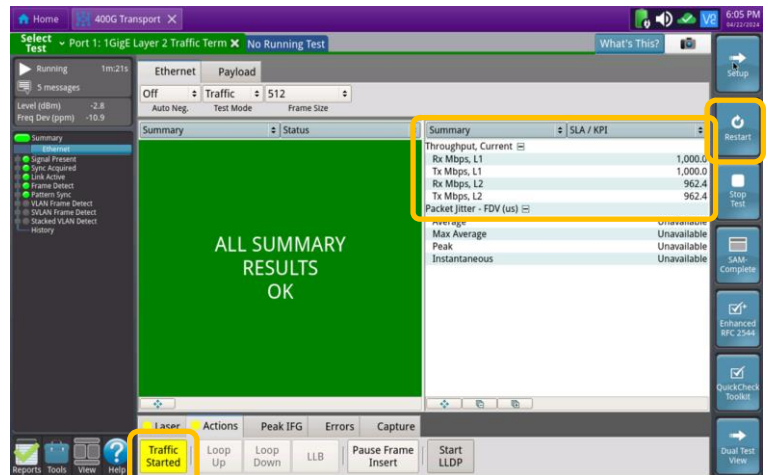 Home
400G Transport
V2
6:05 PM
04/22/2024
Select Test
Port 1: 1GigE Layer 2 Traffic Term
No Running Test
What's This?
Running 1m:21s
5 messages
Level (dBm) -2.8
Freq Dev (ppm) -10.9
Summary
Ethernet
Signal Present
Sync Acquired
Link Active
Frame Detect
Pattern Sync
VLAN Frame Detect
SVLAN Frame Detect
Stacked VLAN Detect
History
Ethernet Payload
Off Traffic 512
Auto Neg. Test Mode Frame Size
Summary Status
ALL SUMMARY
RESULTS
OK
Summary SLA / KPI
Throughput, Current
Rx Mbps, L1 1,000.0
Tx Mbps, L1 1,000.0
Rx Mbps, L2 962.4
Tx Mbps, L2 962.4
Packet Jitter - FDV (us)
Average Unavailable
Max Average Unavailable
Peak Unavailable
Instantaneous Unavailable
Laser Actions Peak IFG Errors Capture
Traffic Started
Loop Up
Loop Down
LLB
Pause Frame Insert
Start LLDP
Reports Tools View Help
Setup
Restart
Stop Test
SAM-Complete
Enhanced RFC 2544
QuickCheck Toolkit
Dual Test View